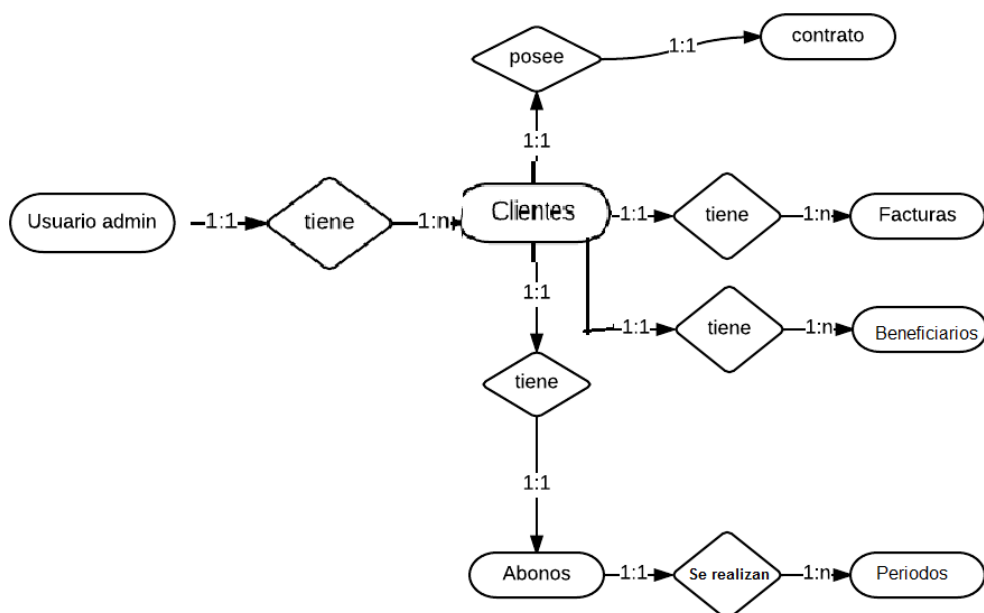 posee
1:1
contrato
1:1
Usuario admin
1:1
tiene
1:n
Clientes
1:1
tiene
1:n
Facturas
1:1
1:1
tiene
1:n
Beneficiarios
tiene
1:1
Abonos
1:1
Se realizan
1:n
Periodos